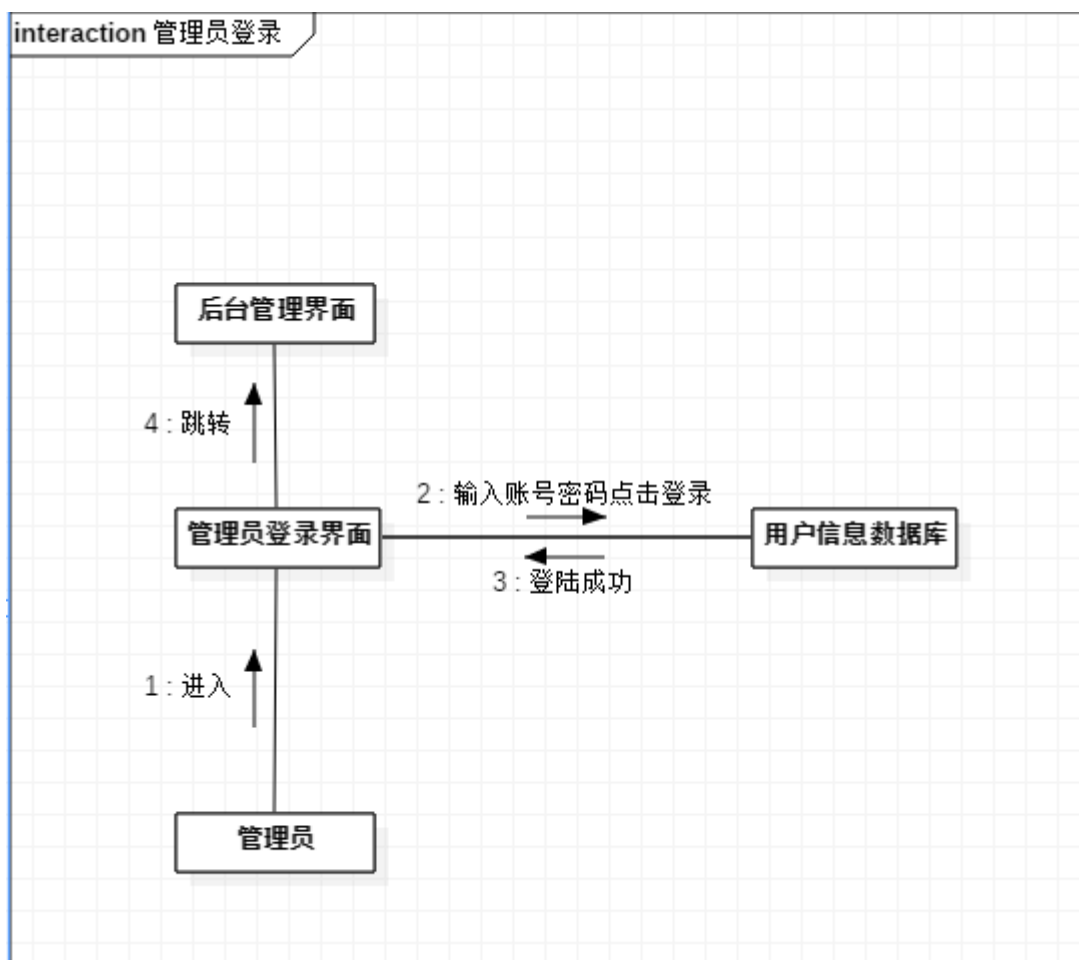 interaction 管理员登录
后台管理界面
4 : 跳转
2 : 输入账号密码点击登录
管理员登录界面
用户信息数据库
3 : 登陆成功
1 : 进入
管理员